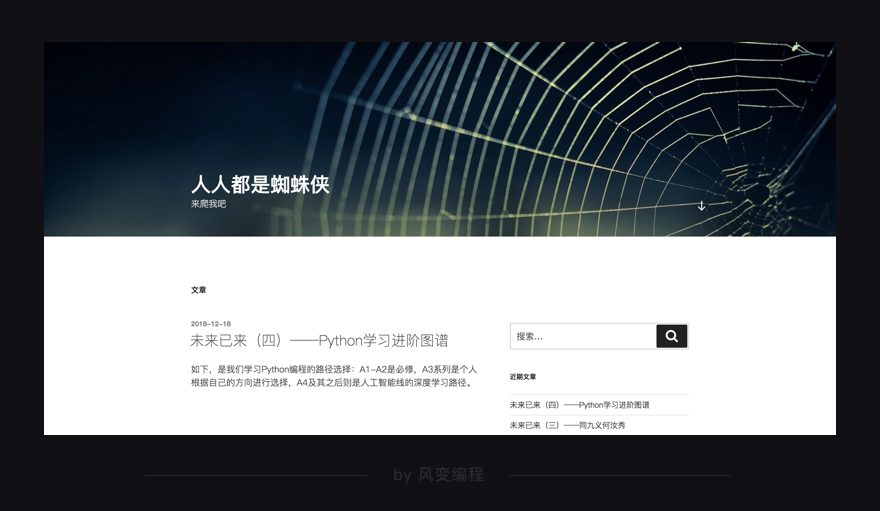 人人都是蜘蛛侠
来爬我吧
文章
2018-12-18
未来已来（四）——Python学习进阶图谱
如下，是我们学习Python编程的路径选择：A1-A2是必修，A3系列是个人
根据自己的方向进行选择，A4及其之后则是人工智能线的深度学习路径。
搜索…
近期文章
未来已来（四）——Python学习进阶图谱
未来已来（三）——同九义何汝秀
by 风变编程